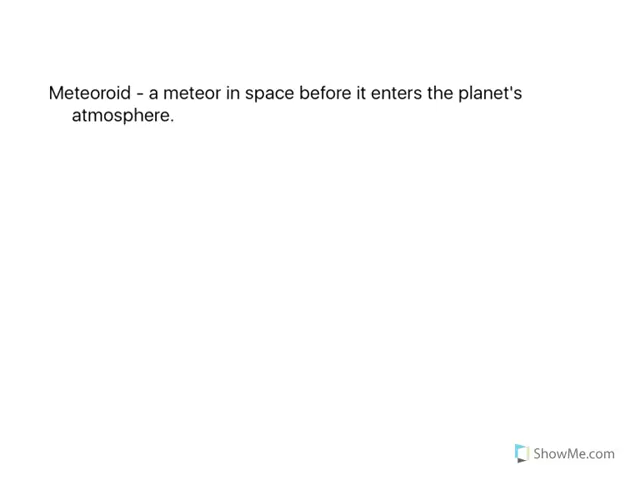 Meteoroid - a meteor in space before it enters the planet's
atmosphere.
ShowMe.com